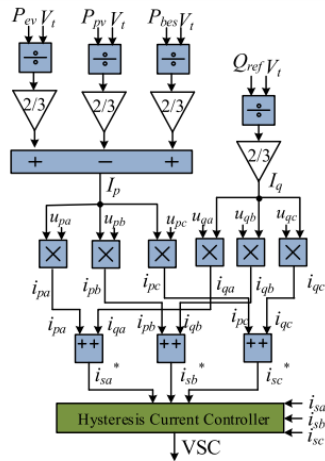 P_ev V_t P_pv V_t P_bes V_t
÷ ÷ ÷ Q_ref V_t
2/3 2/3 2/3 ÷
+ − + 2/3
I_p I_q
u_pa u_pb u_pc u_qa u_qb u_qc
× × × × × ×
i_pa i_pb i_pc i_qa i_qb i_qc
i_pa i_qa i_pb i_qb i_pc i_qc
++ ++ ++
i_sa* i_sb* i_sc*
Hysteresis Current Controller
i_sa
i_sb
i_sc
VSC